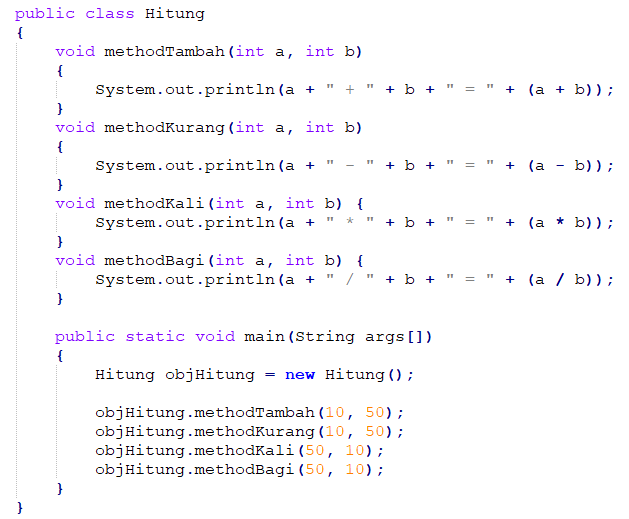 public class Hitung
{
    void methodTambah(int a, int b)
    {
        System.out.println(a + " + " + b + " = " + (a + b));
    }
    void methodKurang(int a, int b)
    {
        System.out.println(a + " - " + b + " = " + (a - b));
    }
    void methodKali(int a, int b) {
        System.out.println(a + " * " + b + " = " + (a * b));
    }
    void methodBagi(int a, int b) {
        System.out.println(a + " / " + b + " = " + (a / b));
    }

    public static void main(String args[])
    {
        Hitung objHitung = new Hitung();

        objHitung.methodTambah(10, 50);
        objHitung.methodKurang(10, 50);
        objHitung.methodKali(50, 10);
        objHitung.methodBagi(50, 10);
    }
}